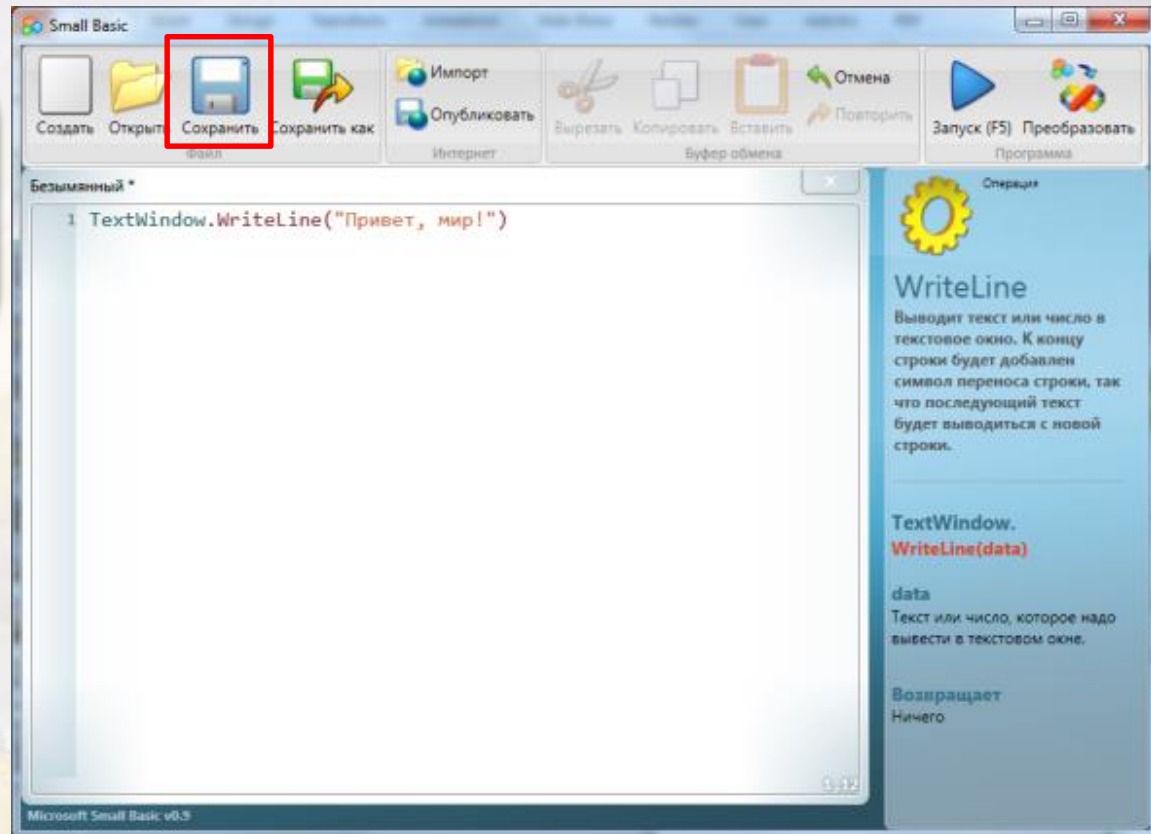 Small Basic
Создать
Открыть
Сохранить
Сохранить как
Файл
Импорт
Опубликовать
Интернет
Вырезать
Копировать
Вставить
Отмена
Повторить
Буфер обмена
Запуск (F5)
Преобразовать
Программа
Безымянный *
1 TextWindow.WriteLine("Привет, мир!")
Операция
WriteLine
Выводит текст или число в
текстовое окно. К концу
строки будет добавлен
символ переноса строки, так
что последующий текст
будет выводиться с новой
строки.
TextWindow.
WriteLine(data)
data
Текст или число, которое надо
вывести в текстовом окне.
Возвращает
Ничего
Microsoft Small Basic v0.9